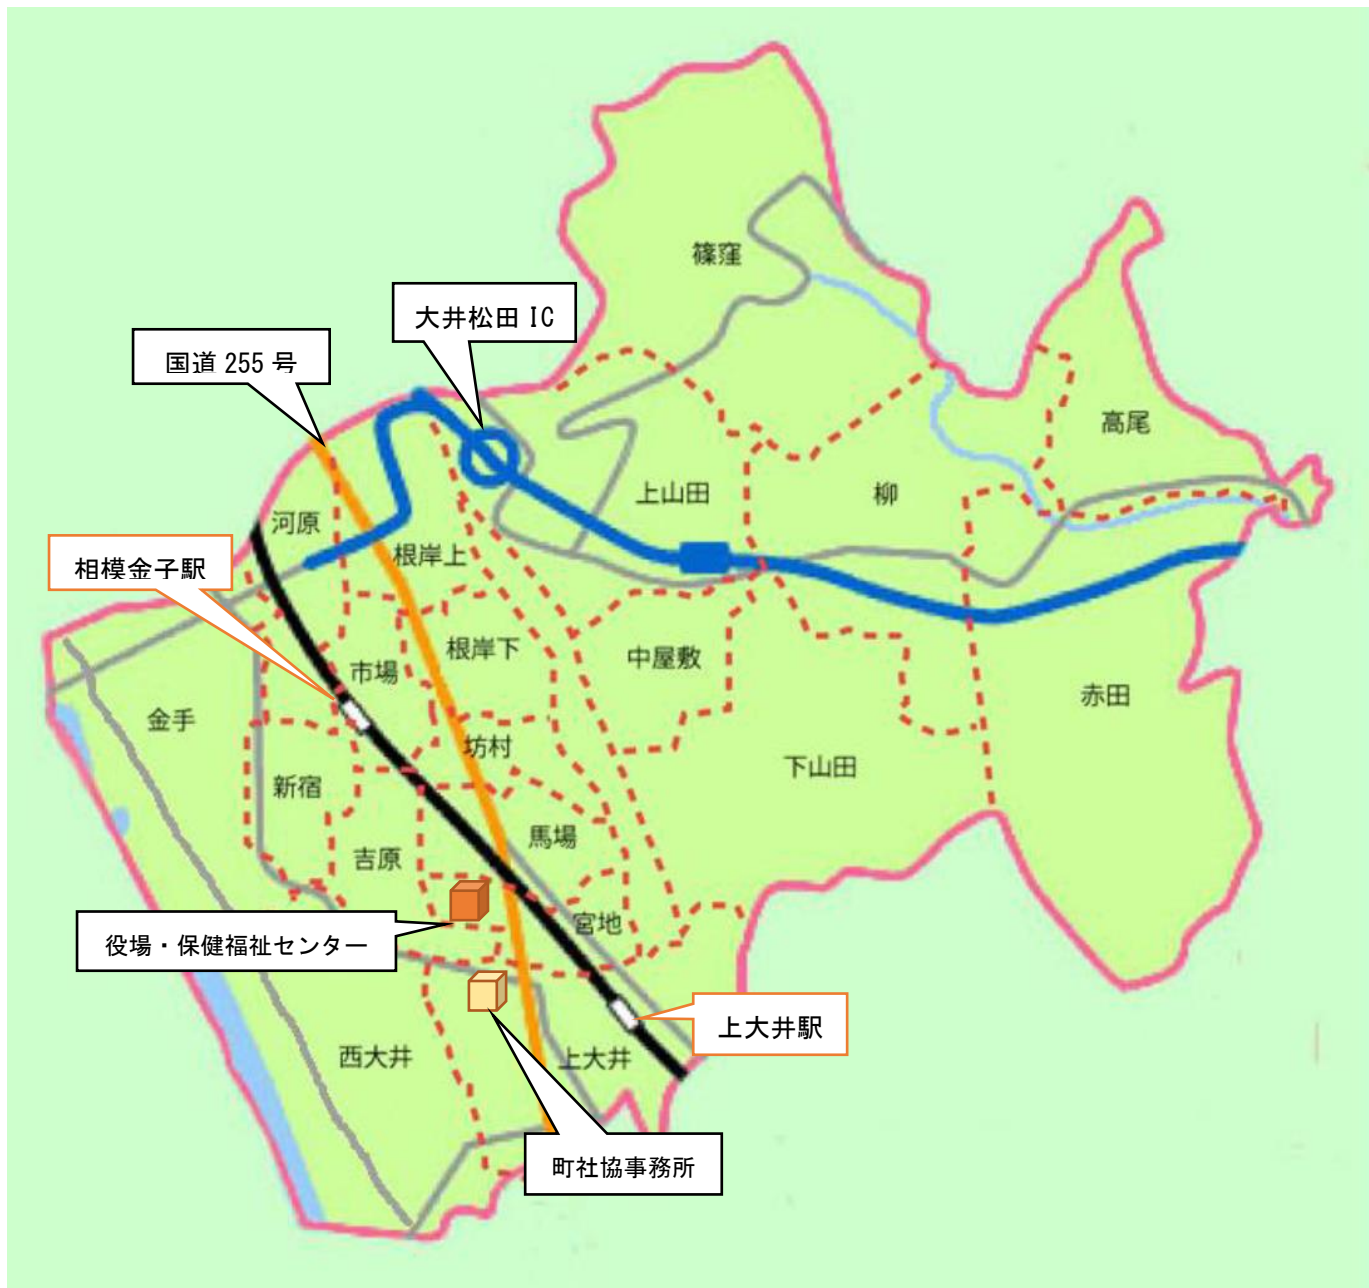 篠窪
大井松田 IC
国道 255 号
高尾
上山田
柳
河原
根岸上
相模金子駅
根岸下
中屋敷
市場
赤田
金手
坊村
下山田
新宿
馬場
吉原
宮地
役場・保健福祉センター
上大井駅
西大井
上大井
町社協事務所